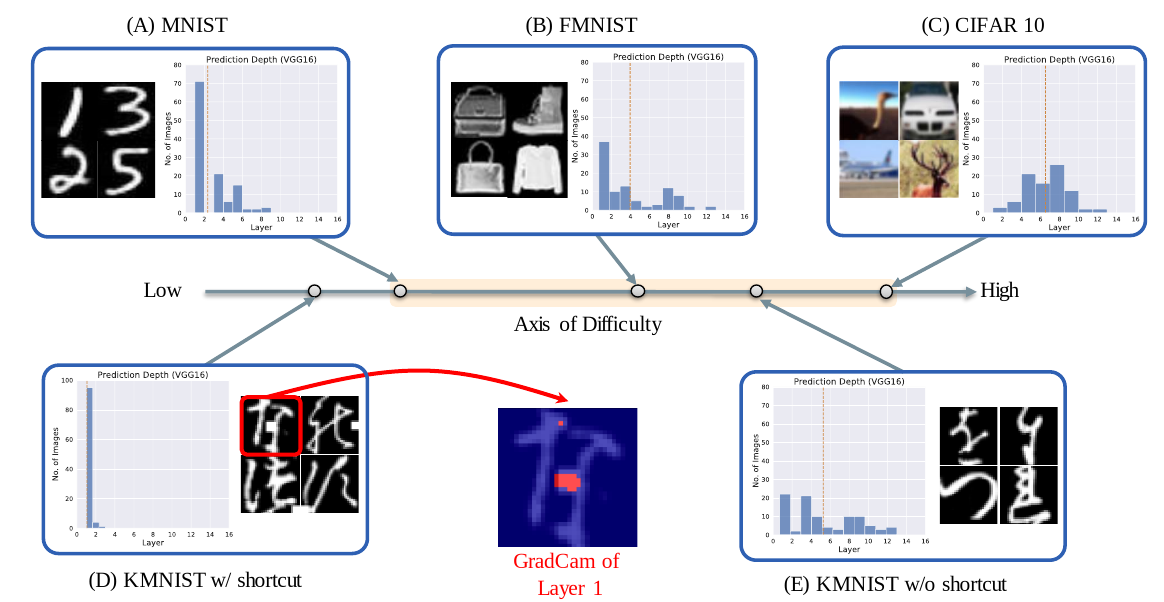 (A) MNIST
Prediction Depth (VGG16)
No. of Images
80
70
60
50
40
30
20
10
0
0 2 4 6 8 10 12 14 16
Layer
1 3
2 5
(B) FMNIST
Prediction Depth (VGG16)
No. of Images
80
70
60
50
40
30
20
10
0
0 2 4 6 8 10 12 14 16
Layer
(C) CIFAR 10
Prediction Depth (VGG16)
No. of Images
80
70
60
50
40
30
20
10
0
0 2 4 6 8 10 12 14 16
Layer
Low
High
Axis of Difficulty
Prediction Depth (VGG16)
No. of Images
100
80
60
40
20
0
0 2 4 6 8 10 12 14 16
Layer
(D) KMNIST w/ shortcut
GradCam of
Layer 1
Prediction Depth (VGG16)
No. of Images
80
70
60
50
40
30
20
10
0
0 2 4 6 8 10 12 14 16
Layer
(E) KMNIST w/o shortcut